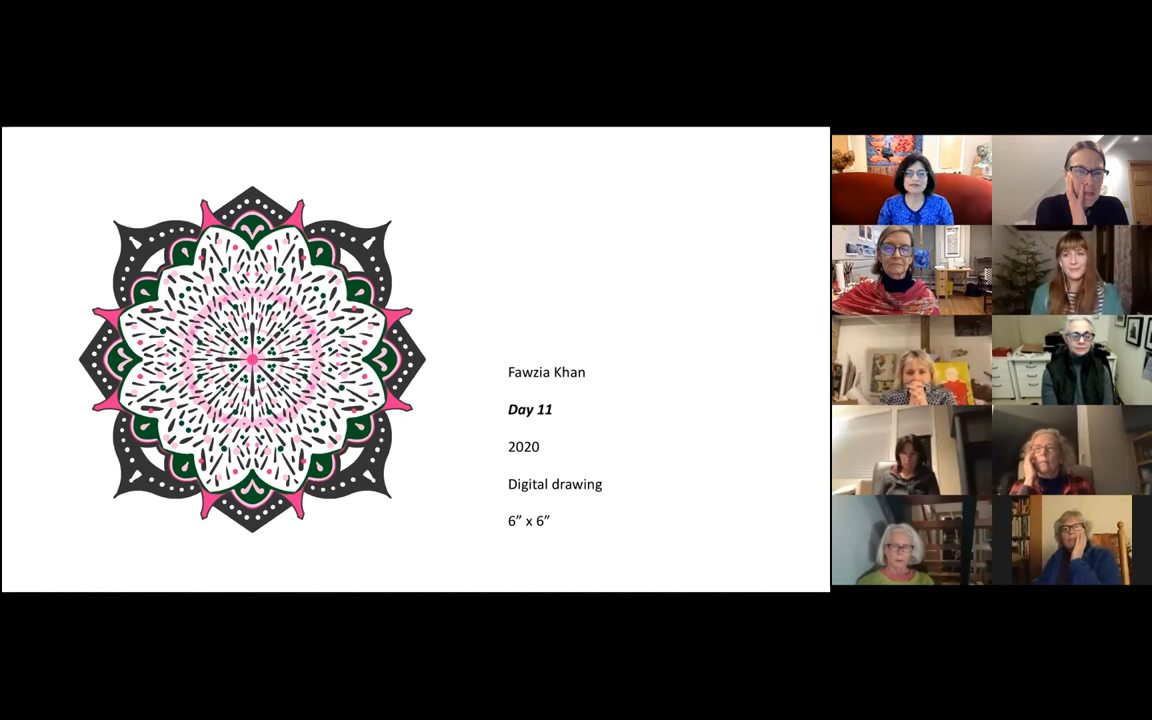 Fawzia Khan
Day 11
2020
Digital drawing
6” x 6”